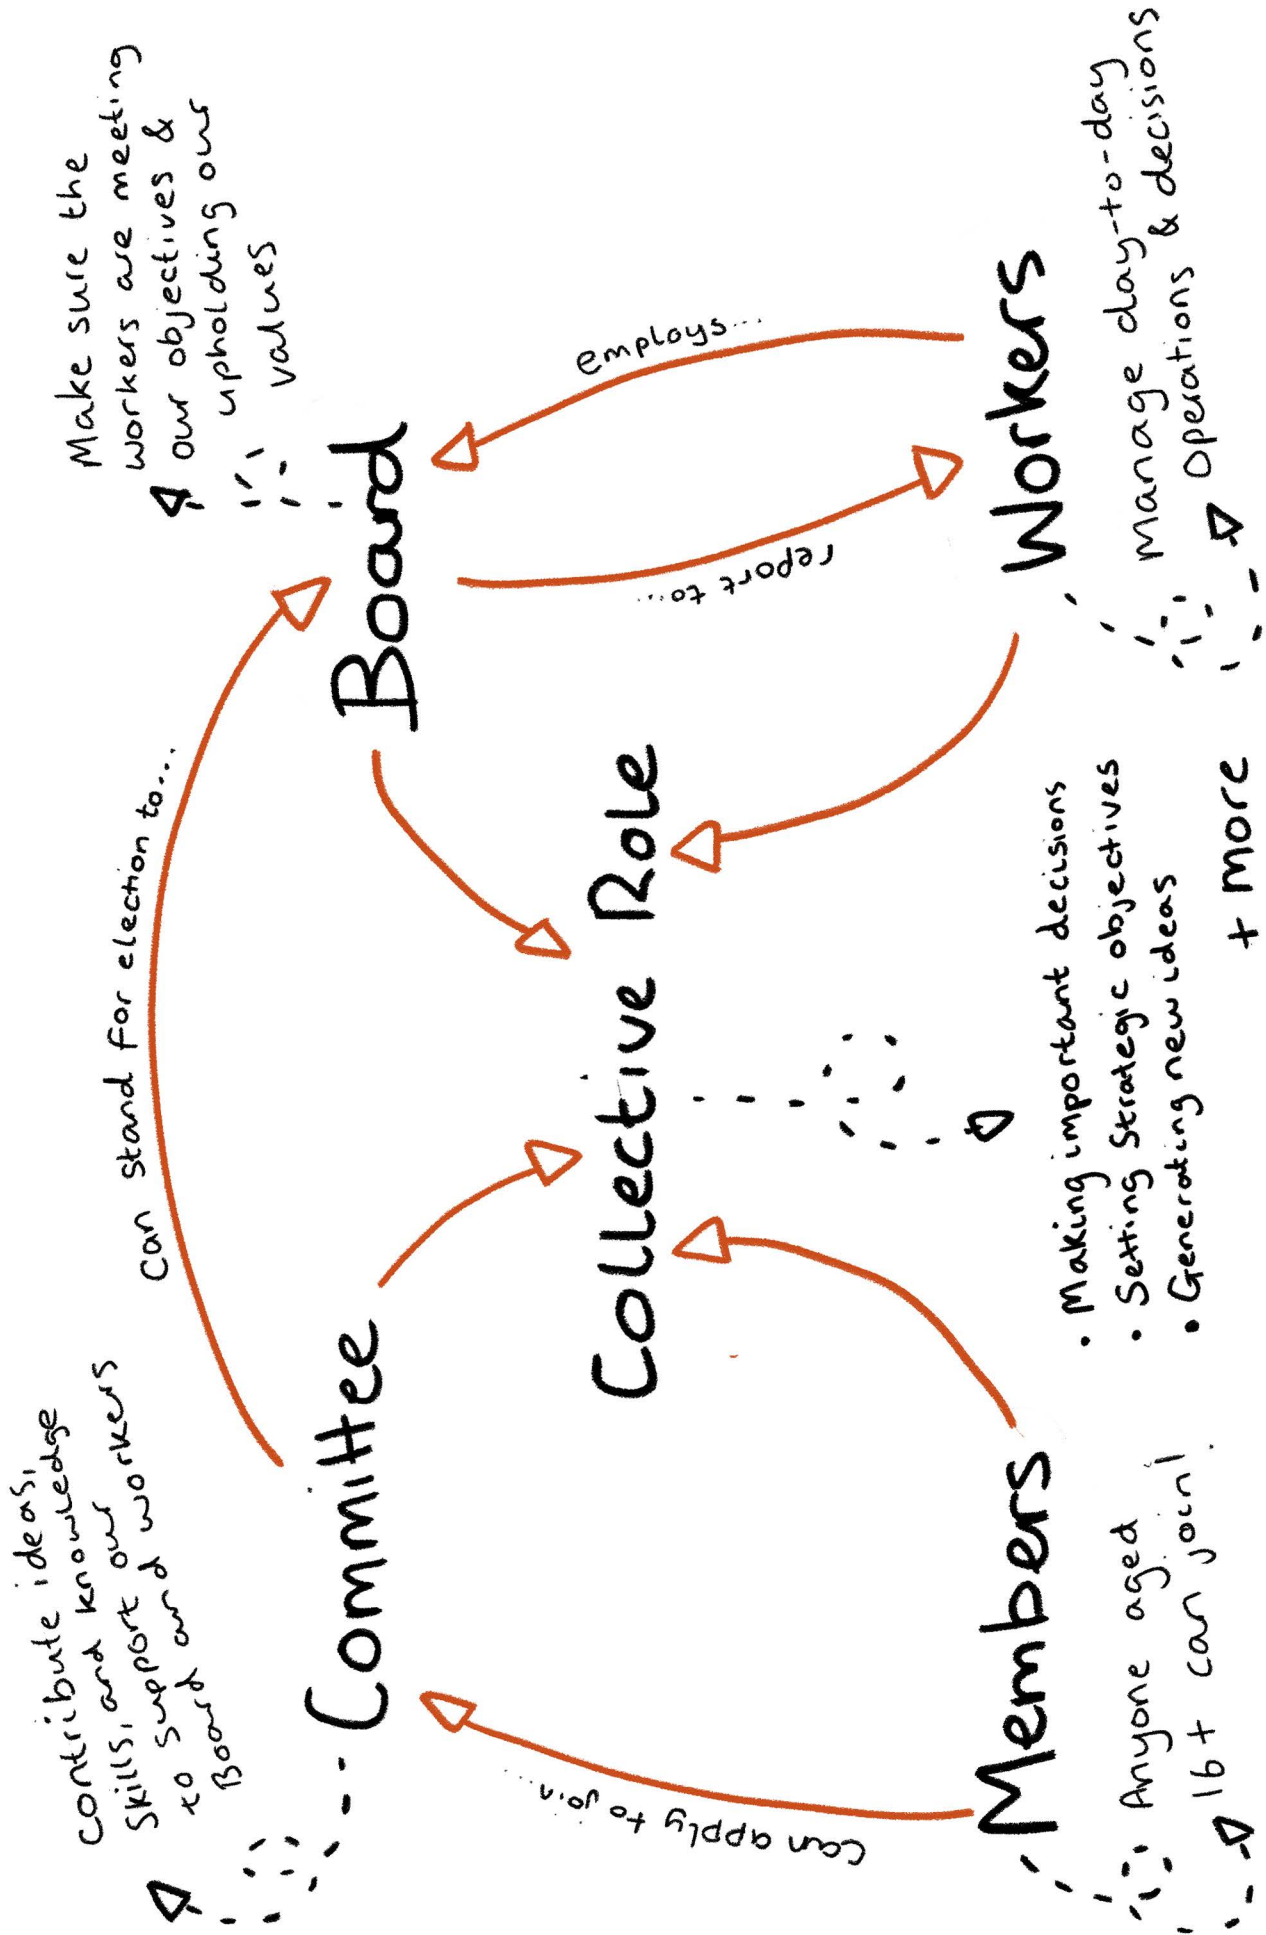 Contribute ideas,
skills, and knowledge
to support our
Board and workers
Make sure the
workers are meeting
our objectives &
upholding our
values
can stand for election to...
Committee
Board
can apply to join...
employs...
report to...
Collective Role
Members
Workers
Anyone aged
16+ can join!
• Making important decisions
• Setting strategic objectives
• Generating new ideas
+ more
Manage day-to-day
operations & decisions